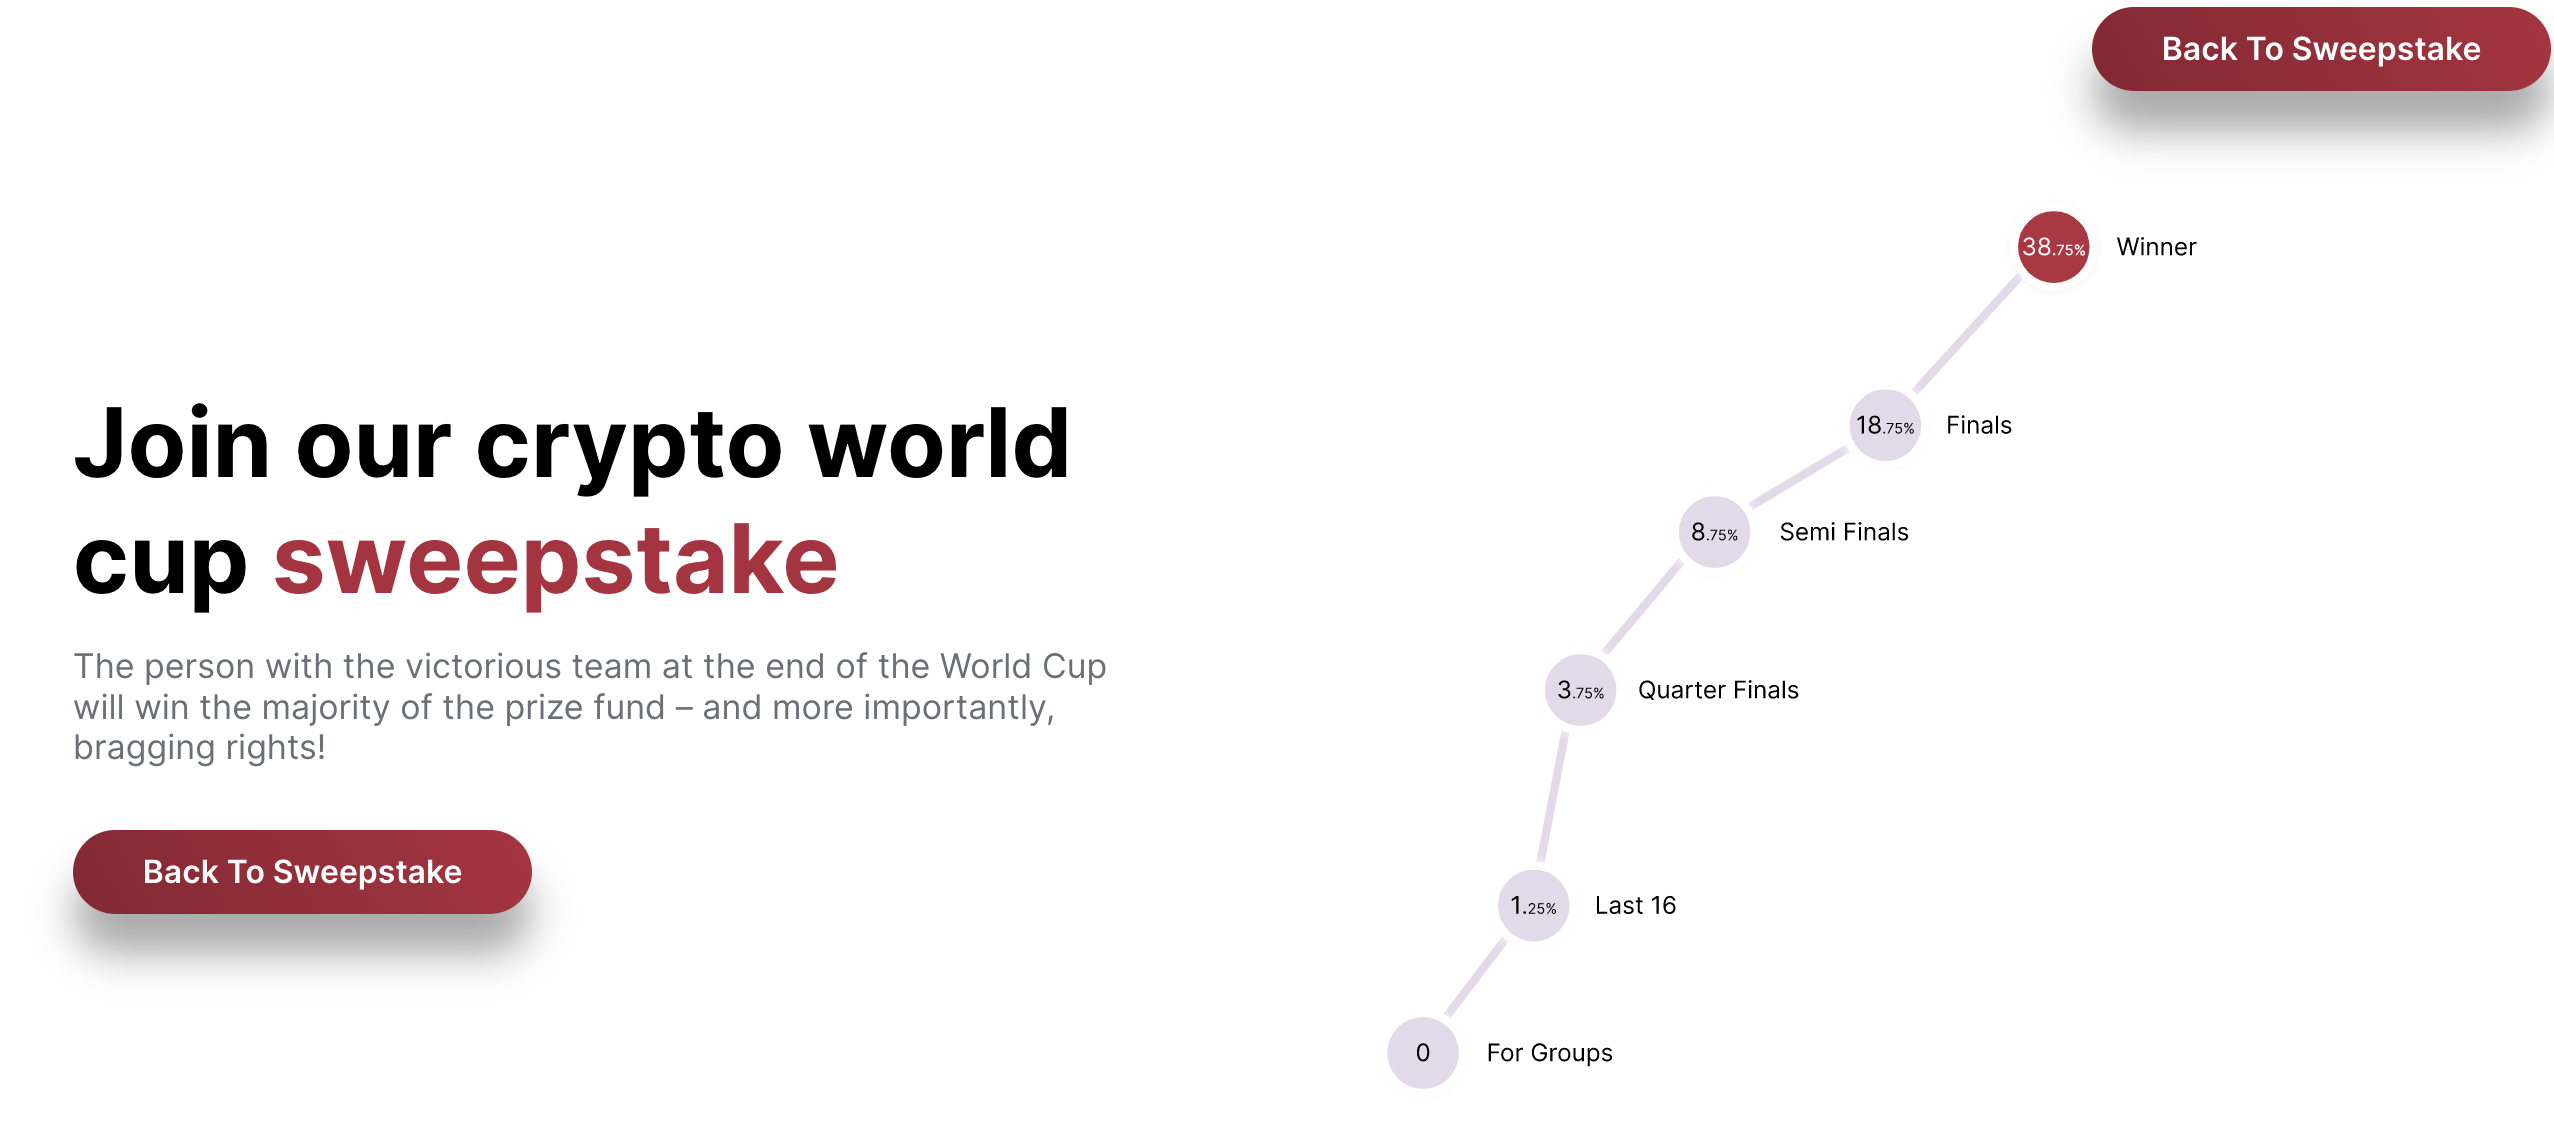 Back To Sweepstake
Join our crypto world
cup sweepstake
The person with the victorious team at the end of the World Cup
will win the majority of the prize fund – and more importantly,
bragging rights!
Back To Sweepstake
38.75% Winner
18.75% Finals
8.75% Semi Finals
3.75% Quarter Finals
1.25% Last 16
0 For Groups